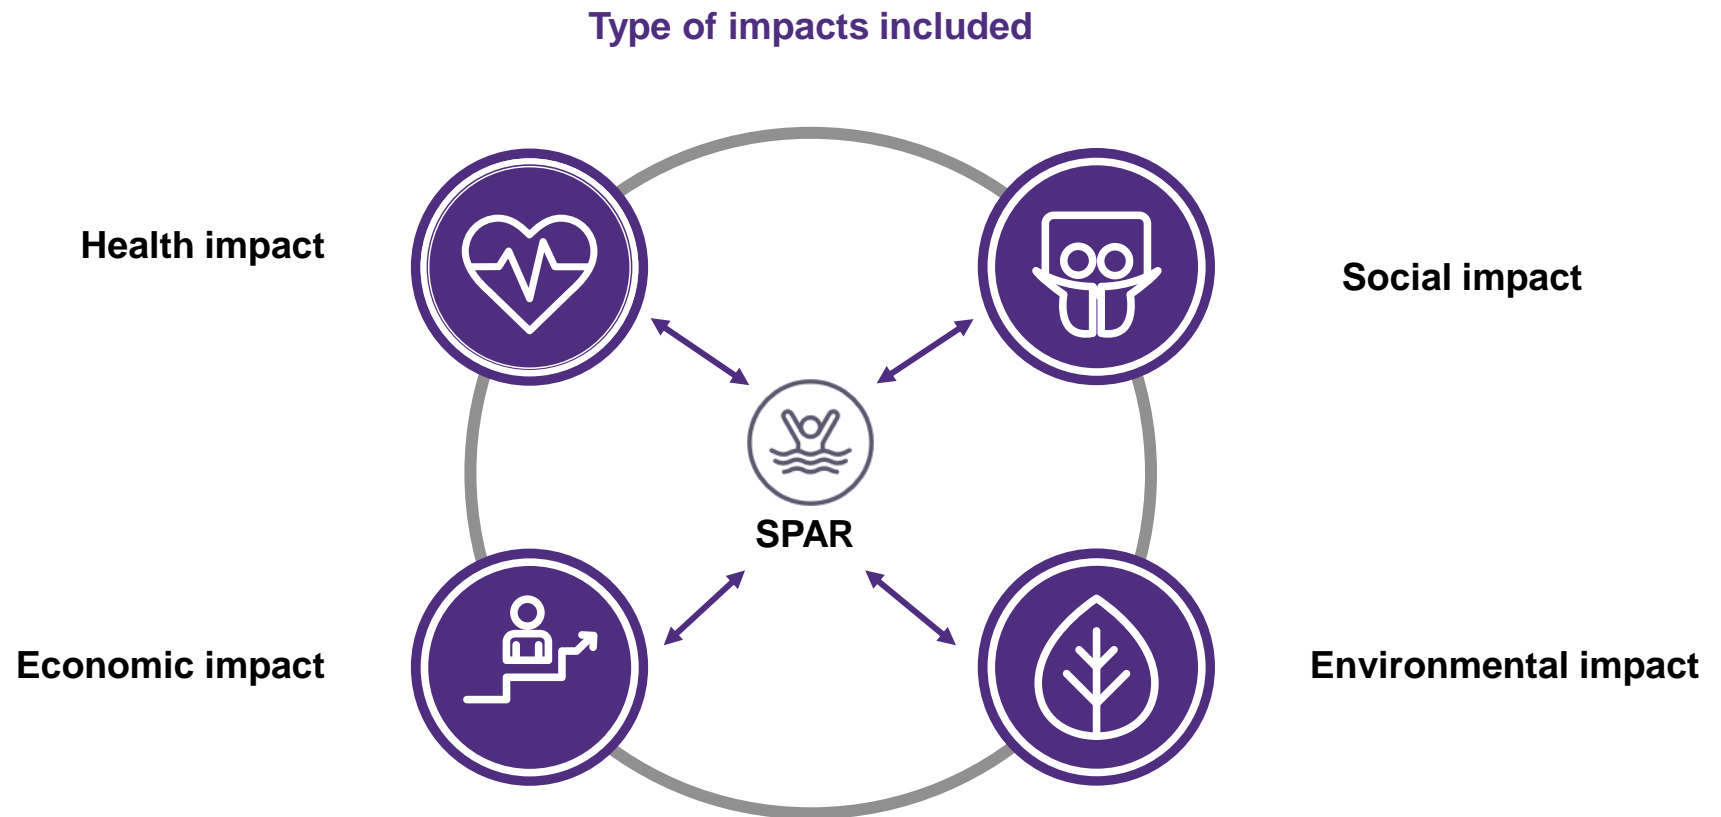 Type of impacts included
Health impact
Social impact
SPAR
Economic impact
Environmental impact